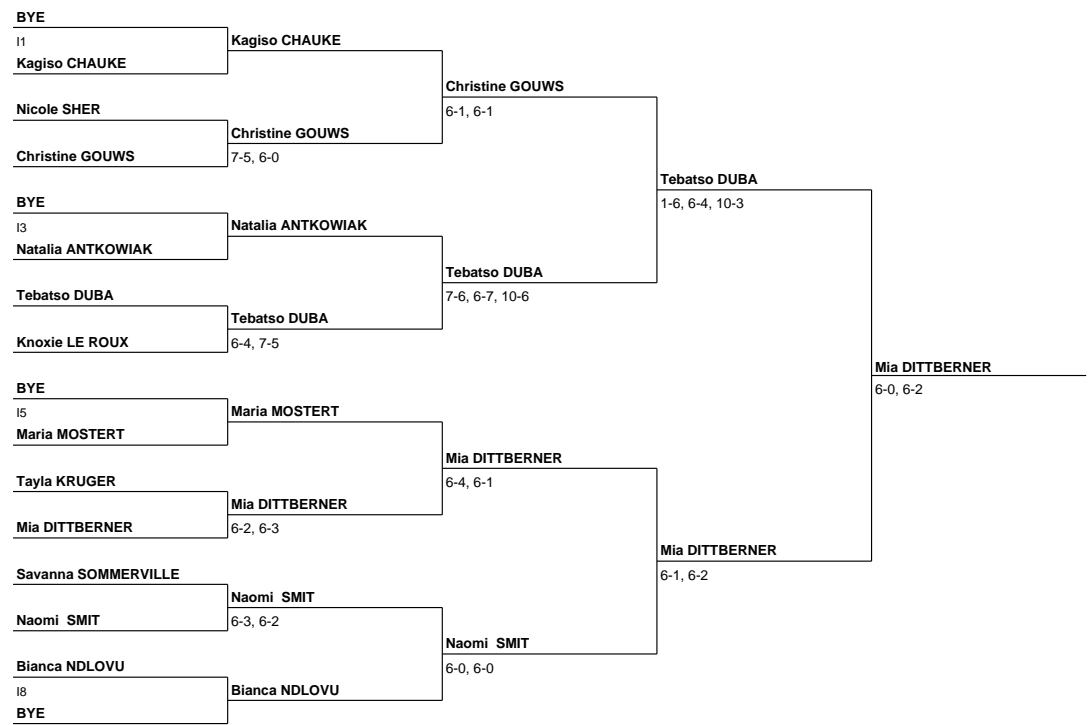 BYE
I1
Kagiso CHAUKE
Nicole SHER
Christine GOUWS
BYE
I3
Natalia ANTKOWIAK
Tebatso DUBA
Knoxie LE ROUX
BYE
I5
Maria MOSTERT
Tayla KRUGER
Mia DITTBERNER
Savanna SOMMERVILLE
Naomi SMIT
Bianca NDLOVU
I8
BYE
Kagiso CHAUKE
Christine GOUWS
7-5, 6-0
Natalia ANTKOWIAK
Tebatso DUBA
6-4, 7-5
Maria MOSTERT
Mia DITTBERNER
6-2, 6-3
Naomi SMIT
6-3, 6-2
Bianca NDLOVU
Christine GOUWS
6-1, 6-1
Tebatso DUBA
7-6, 6-7, 10-6
Mia DITTBERNER
6-4, 6-1
Naomi SMIT
6-0, 6-0
Tebatso DUBA
1-6, 6-4, 10-3
Mia DITTBERNER
6-1, 6-2
Mia DITTBERNER
6-0, 6-2